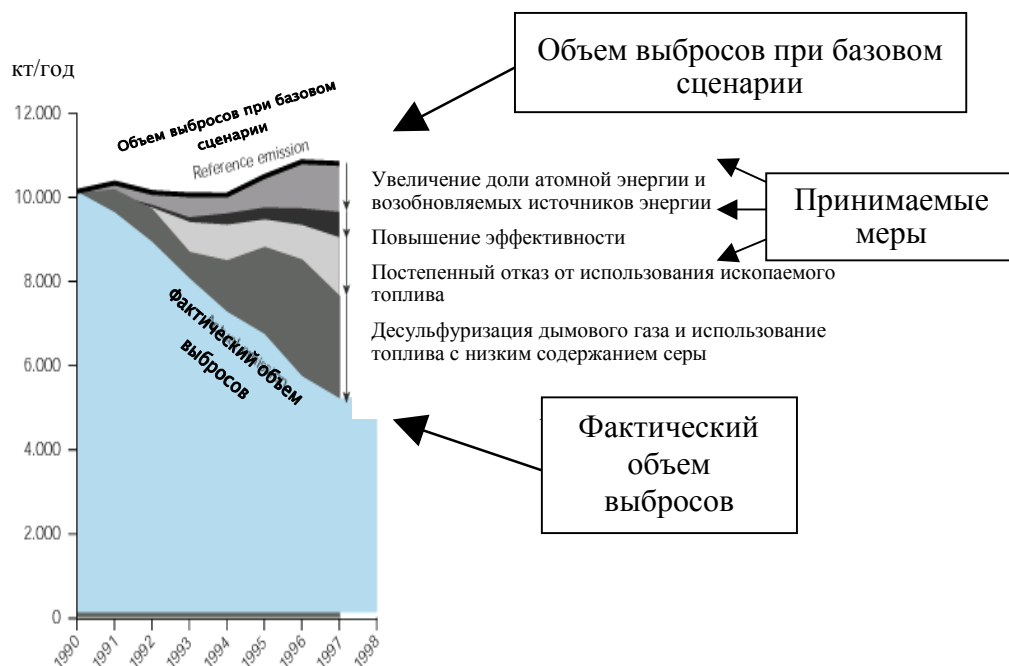 Объем выбросов при базовом
сценарии
кт/год
12.000
Объем выбросов при базовом
сценарии
Reference emission
10.000
Увеличение доли атомной энергии и
возобновляемых источников энергии
Принимаемые
меры
Повышение эффективности
8.000
Постепенный отказ от использования ископаемого
топлива
Десульфуризация дымового газа и использование
топлива с низким содержанием серы
фактический объем
выбросов
6.000
Фактический
объем
выбросов
4.000
2.000
0
1990 1991 1992 1993 1994 1995 1996 1997 1998